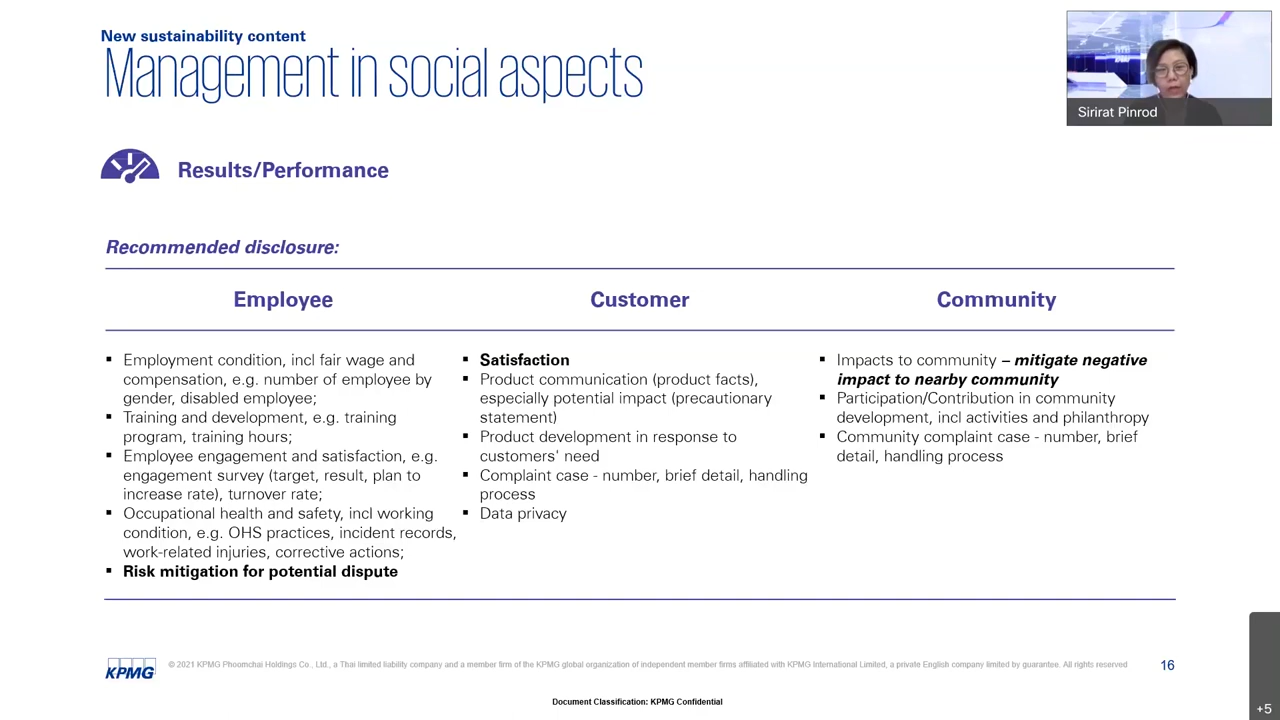 New sustainability content
Management in social aspects
Sirirat Pinrod
Results/Performance
Recommended disclosure:
Employee
▪ Employment condition, incl fair wage and
compensation, e.g. number of employee by
gender, disabled employee;
▪ Training and development, e.g. training
program, training hours;
▪ Employee engagement and satisfaction, e.g.
engagement survey (target, result, plan to
increase rate), turnover rate;
▪ Occupational health and safety, incl working
condition, e.g. OHS practices, incident records,
work-related injuries, corrective actions;
▪ Risk mitigation for potential dispute
Customer
▪ Satisfaction
▪ Product communication (product facts),
especially potential impact (precautionary
statement)
▪ Product development in response to
customers' need
▪ Complaint case - number, brief detail, handling
process
▪ Data privacy
Community
▪ Impacts to community – mitigate negative
impact to nearby community
▪ Participation/Contribution in community
development, incl activities and philanthropy
▪ Community complaint case - number, brief
detail, handling process
KPMG
© 2021 KPMG Phoomchai Holdings Co., Ltd., a Thai limited liability company and a member firm of the KPMG global organization of independent member firms affiliated with KPMG International Limited, a private English company limited by guarantee. All rights reserved
16
Document Classification: KPMG Confidential
+5